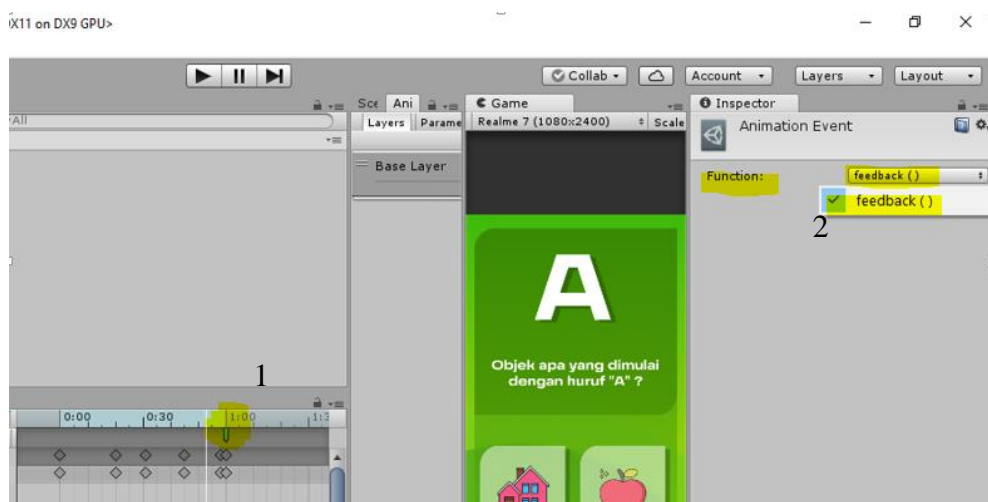 X11 on DX9 GPU>
Collab
Account
Layers
Layout
All
Sce
Ani
Game
Inspector
Layers
Parame
Realme 7 (1080x2400)
Scale
Animation Event
Base Layer
Function:
feedback ( )
feedback ( )
2
A
Objek apa yang dimulai
dengan huruf "A" ?
1
0:00
0:30
1:00
1:3